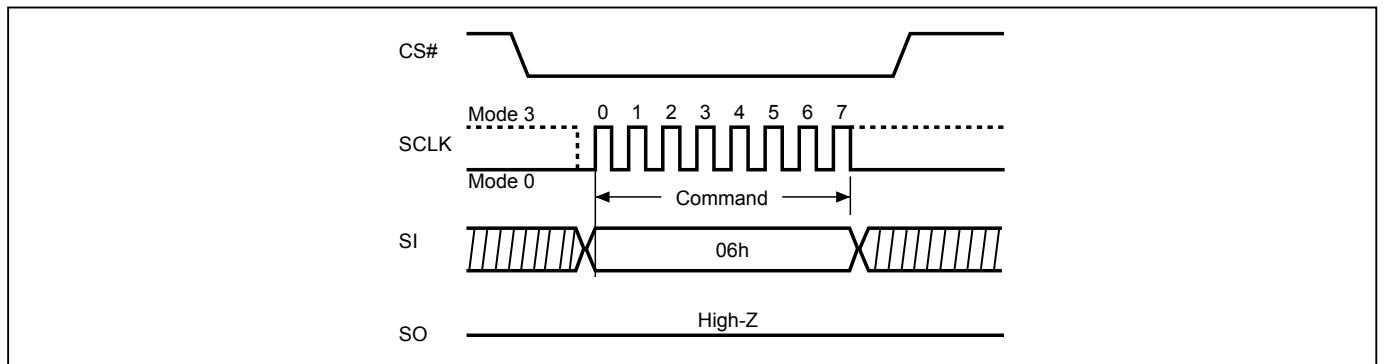 CS#
Mode 3
0 1 2 3 4 5 6 7
SCLK
Mode 0
Command
SI
06h
High-Z
SO